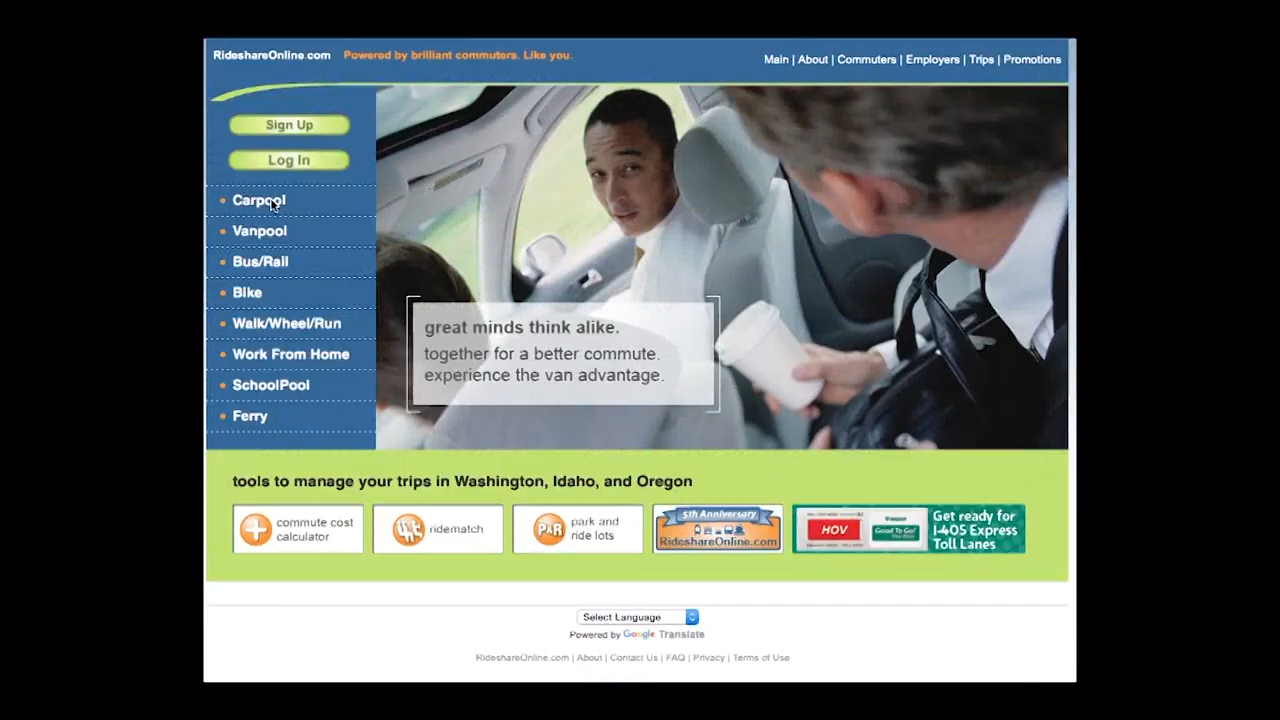 RideshareOnline.com Powered by brilliant commuters. Like you.
Main | About | Commuters | Employers | Trips | Promotions
Sign Up
Log In
Carpool
Vanpool
Bus/Rail
Bike
Walk/Wheel/Run
Work From Home
SchoolPool
Ferry
great minds think alike.
together for a better commute.
experience the van advantage.
tools to manage your trips in Washington, Idaho, and Oregon
commute cost
calculator
ridematch
P&R
park and
ride lots
5th Anniversary
RideshareOnline.com
HOV
Good To Go!
Get ready for
I-405 Express
Toll Lanes
Select Language
Powered by Google Translate
RideshareOnline.com | About | Contact Us | FAQ | Privacy | Terms of Use